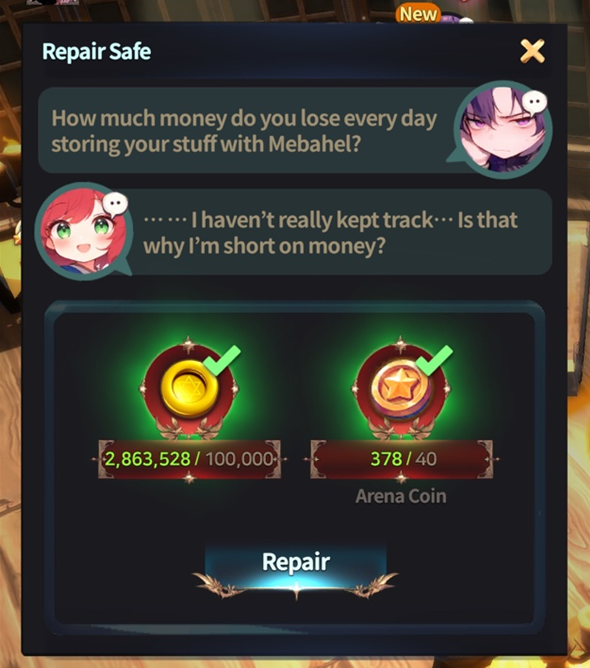 New
Repair Safe
How much money do you lose every day
storing your stuff with Mebahel?
⋯ ⋯ I haven’t really kept track⋯ Is that
why I’m short on money?
2,863,528 / 100,000
378 / 40
Arena Coin
Repair